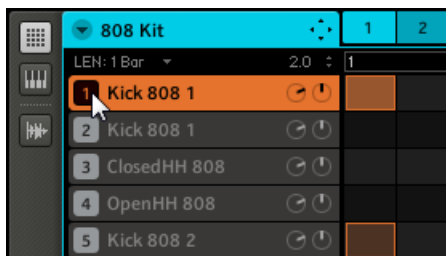 808 Kit 1 2
LEN: 1 Bar 2.0 1
1 Kick 808 1
2 Kick 808 1
3 ClosedHH 808
4 OpenHH 808
5 Kick 808 2